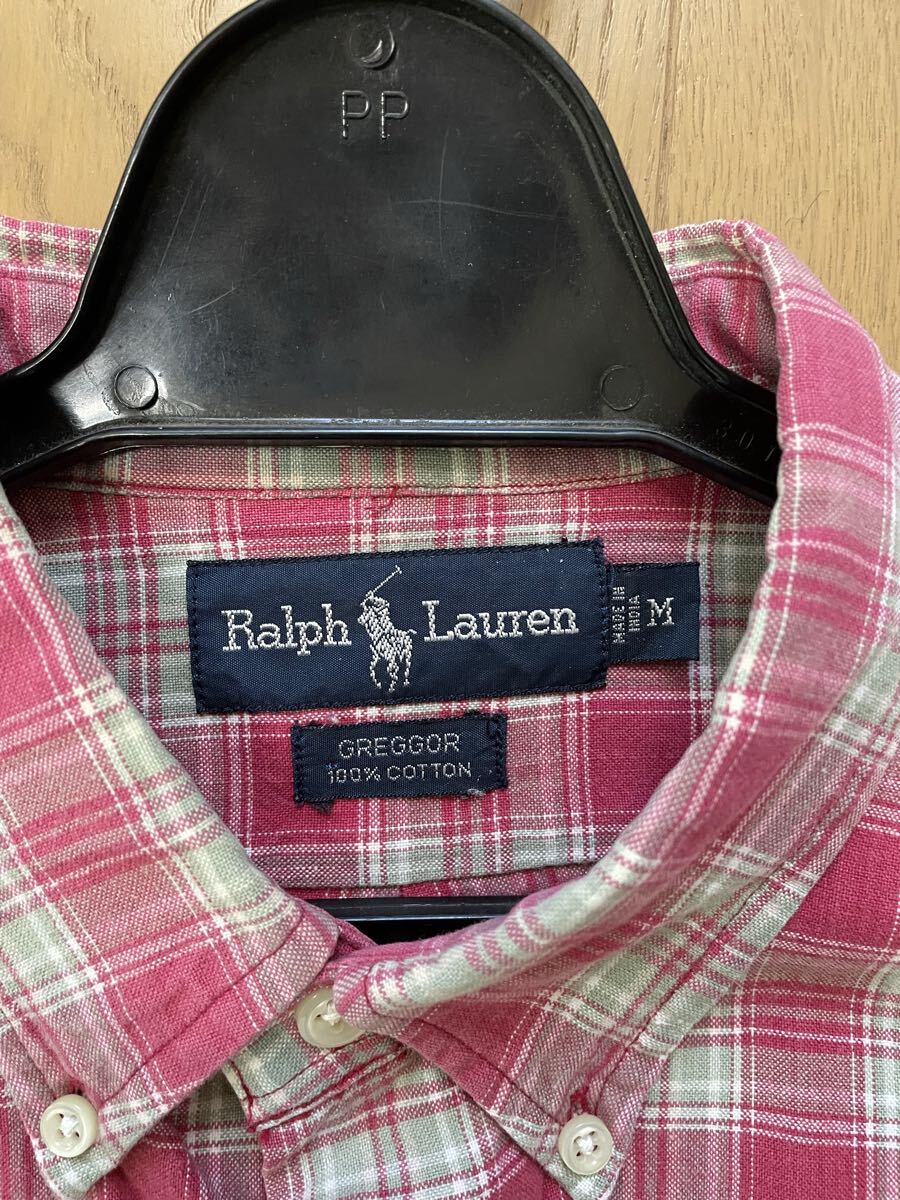 PP
Ralph Lauren
MADE IN
INDIA
M
GREGGOR
100% COTTON